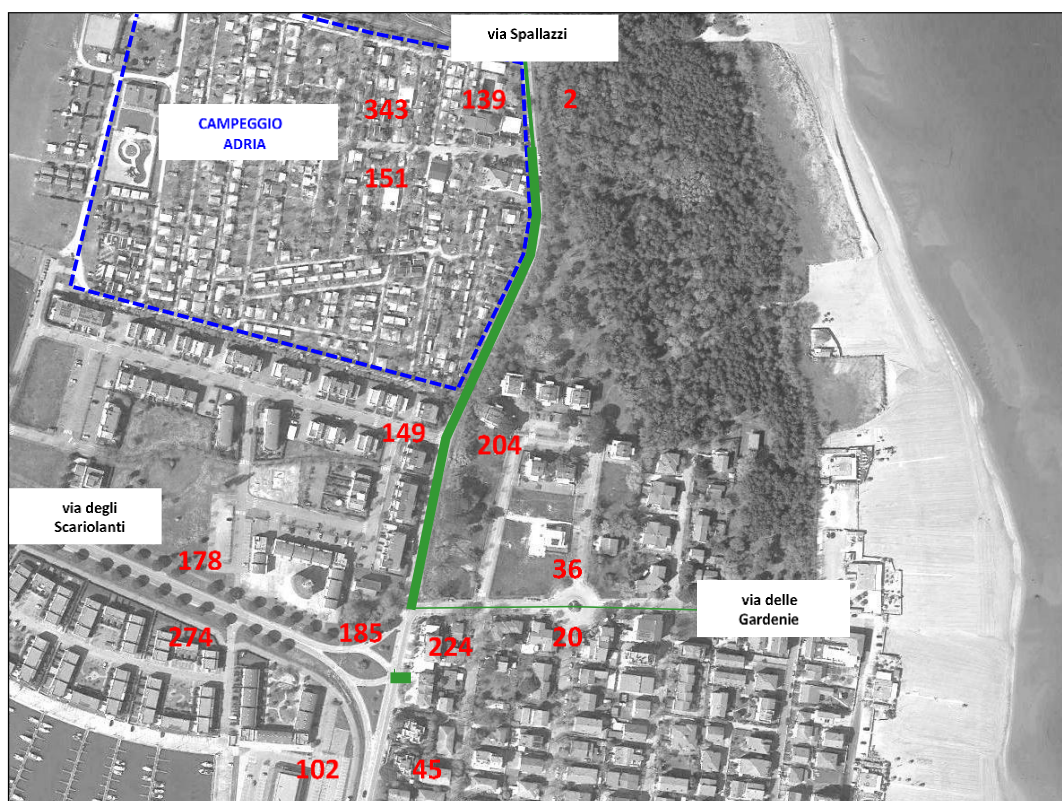 via Spallazzi
343
139
2
CAMPEGGIO
ADRIA
151
149
204
via degli
Scariolanti
178
36
via delle
Gardenie
274
185
224
20
102
45